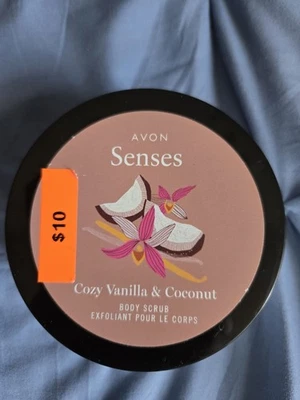 AVON
Senses
$10
Cozy Vanilla & Coconut
BODY SCRUB
EXFOLIANT POUR LE CORPS